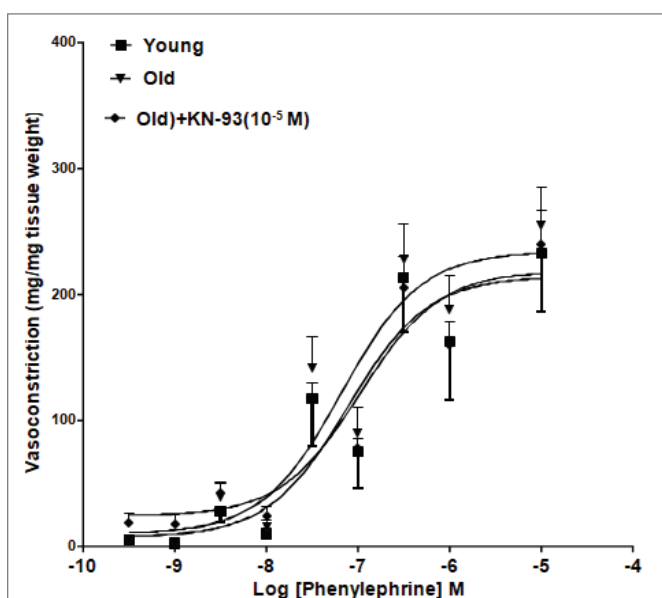 400
300
200
100
0
Vasoconstriction (mg/mg tissue weight)
Young
Old
Old)+KN-93(10⁻⁵ M)
-10 -9 -8 -7 -6 -5 -4
Log [Phenylephrine] M